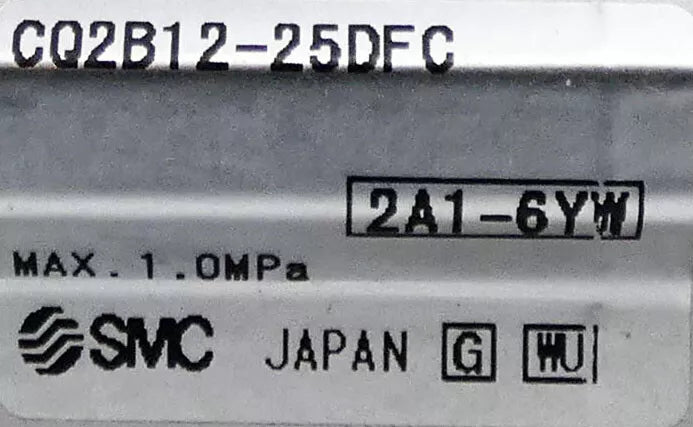 CQ2B12-25DFC
2A1-6YW
MAX. 1.0MPa
SMC JAPAN G WU